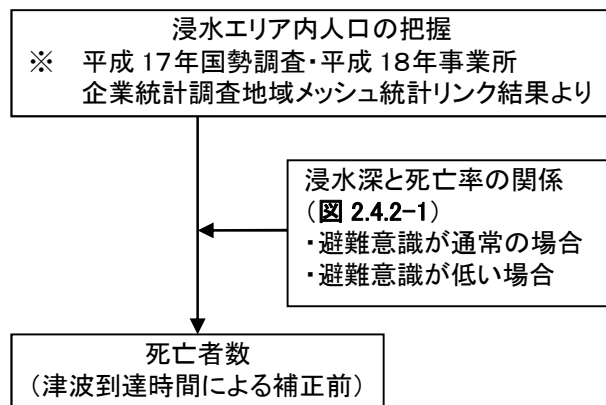 浸水エリア内人口の把握
※ 平成 17年国勢調査・平成 18年事業所
企業統計調査地域メッシュ統計リンク結果より
浸水深と死亡率の関係
（図 2.4.2-1）
・避難意識が通常の場合
・避難意識が低い場合
死亡者数
（津波到達時間による補正前）